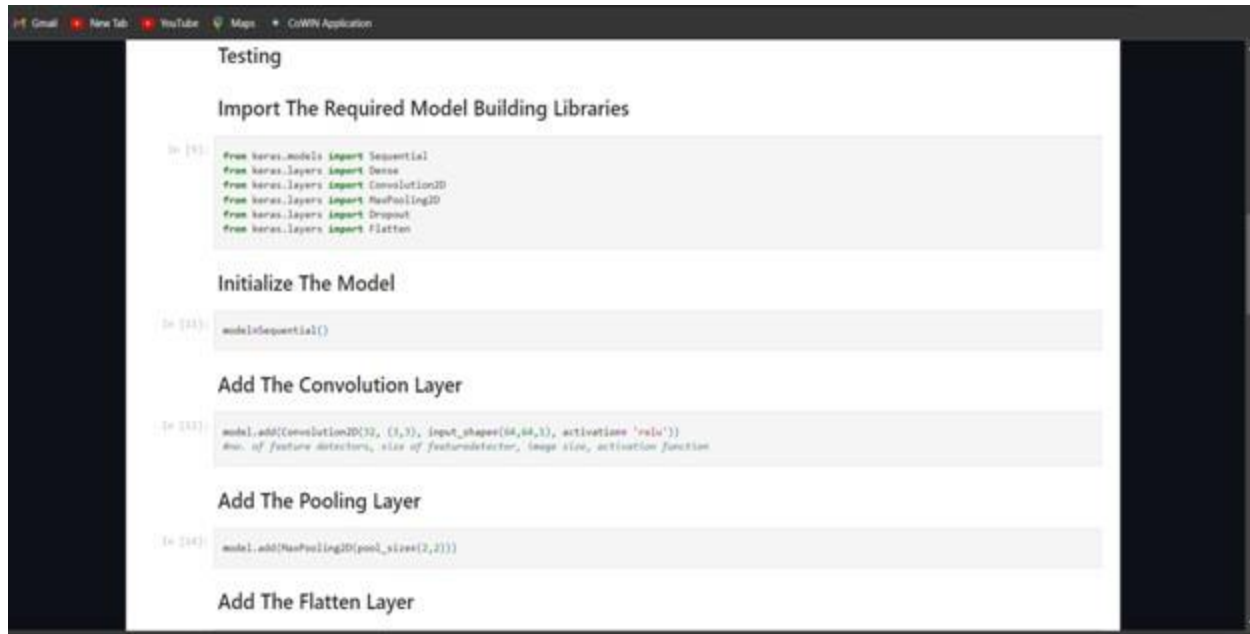 Gmail New Tab YouTube Maps CoWIN Application
Testing
Import The Required Model Building Libraries
In [9]:
from keras.models import Sequential
from keras.layers import Dense
from keras.layers import Convolution2D
from keras.layers import MaxPooling2D
from keras.layers import Dropout
from keras.layers import Flatten
Initialize The Model
In
model=Sequential()
Add The Convolution Layer
In
model.add(Convolution2D(32, (3,3), input_shape=(64,64,1), activation= 'relu'))
#no. of feature detectors, size of featuredetector, image size, activation function
Add The Pooling Layer
In [14]:
model.add(MaxPooling2D(pool_size=(2,2)))
Add The Flatten Layer